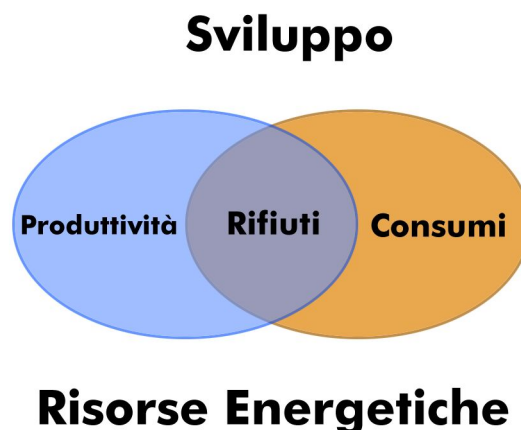 Sviluppo
Produttività Rifiuti Consumi
Risorse Energetiche